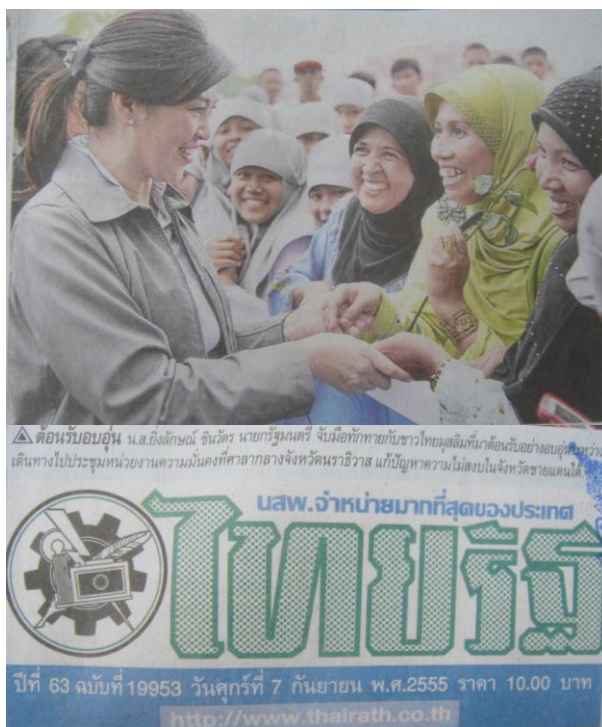 ต้อนรับอบอุ่น น.ส.ยิ่งลักษณ์ ชินวัตร นายกรัฐมนตรี จับมือทักทายกับชาวไทยมุสลิมที่มาต้อนรับอย่างอบอุ่นระหว่าง
เดินทางไปประชุมหน่วยงานความมั่นคงที่ศาลากลางจังหวัดนราธิวาส แก้ปัญหาความไม่สงบในจังหวัดชายแดนใต้.
นสพ.จำหน่ายมากที่สุดของประเทศ
ไทยรัฐ
ปีที่ 63 ฉบับที่ 19953 วันศุกร์ที่ 7 กันยายน พ.ศ.2555 ราคา 10.00 บาท
http://www.thairath.co.th